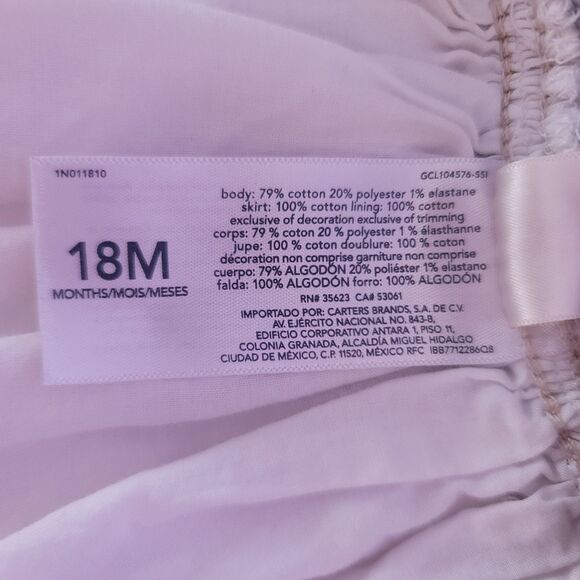 1N011810
GCL104576-SSI
body: 79% cotton 20% polyester 1% elastane
skirt: 100% cotton lining: 100% cotton
exclusive of decoration exclusive of trimming
corps: 79 % coton 20 % polyester 1 % élasthanne
jupe: 100 % coton doublure: 100 % coton
décoration non comprise garniture non comprise
cuerpo: 79% ALGODÓN 20% poliéster 1% elastano
falda: 100% ALGODÓN forro: 100% ALGODÓN
RN# 35623 CA# 53061
18M
MONTHS/MOIS/MESES
IMPORTADO POR: CARTERS BRANDS, S.A. DE C.V.
AV. EJÉRCITO NACIONAL NO. 843-B,
EDIFICIO CORPORATIVO ANTARA 1, PISO 11,
COLONIA GRANADA, ALCALDÍA MIGUEL HIDALGO
CIUDAD DE MÉXICO, C.P. 11520, MÉXICO RFC IBB7712286Q8